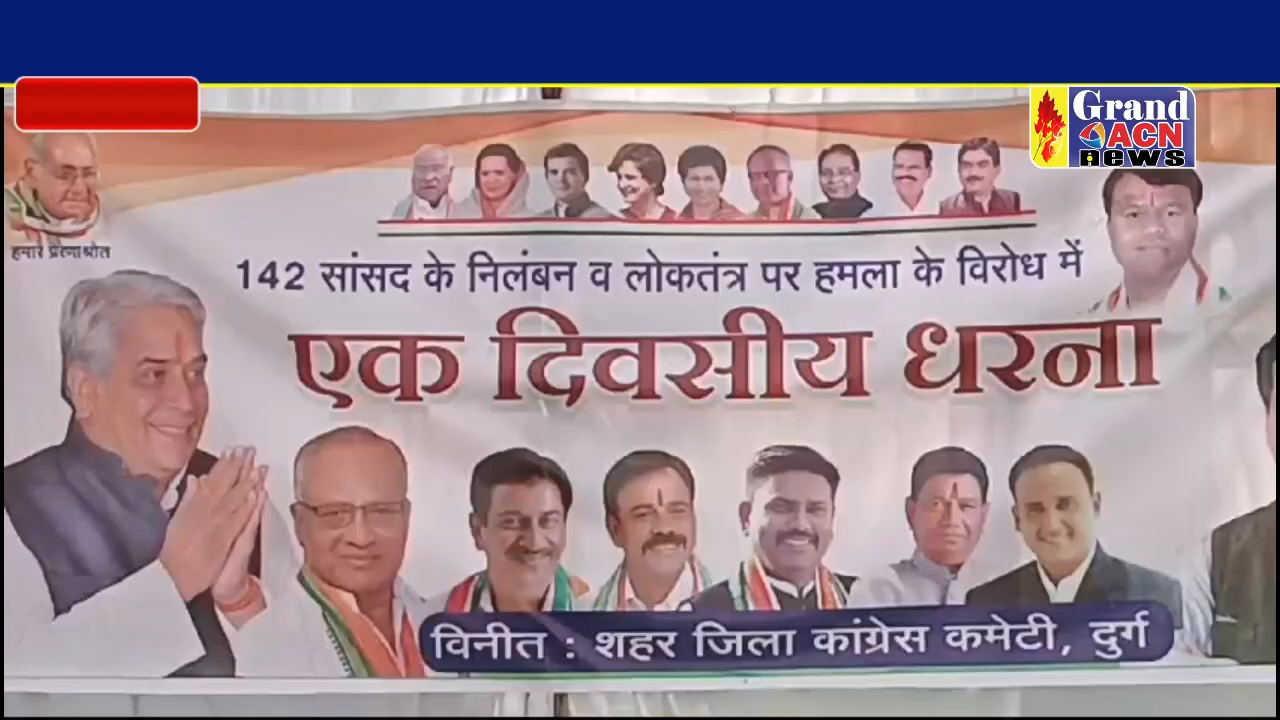 Grand
ACN
news
हमारे प्रेरणाश्रोत
142 सांसद के निलंबन व लोकतंत्र पर हमला के विरोध में
एक दिवसीय धरना
विनीत : शहर जिला कांग्रेस कमेटी, दुर्ग